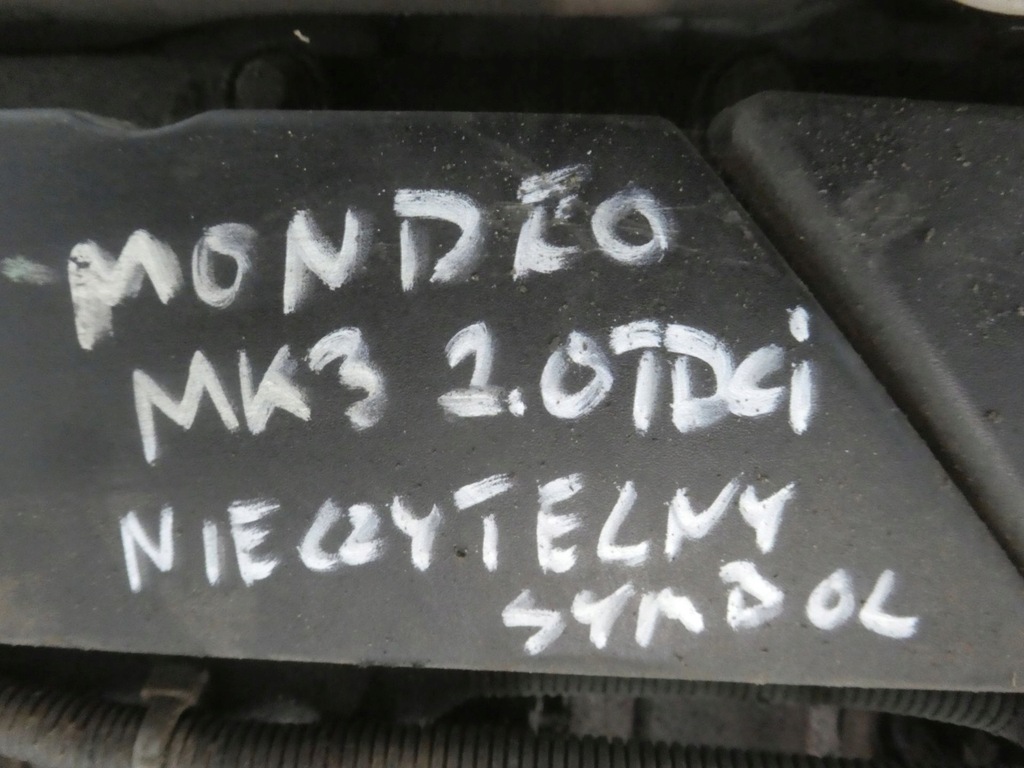 MONDEO
MK3 2.0TDCi
NIECZYTELNY
SYMBOL